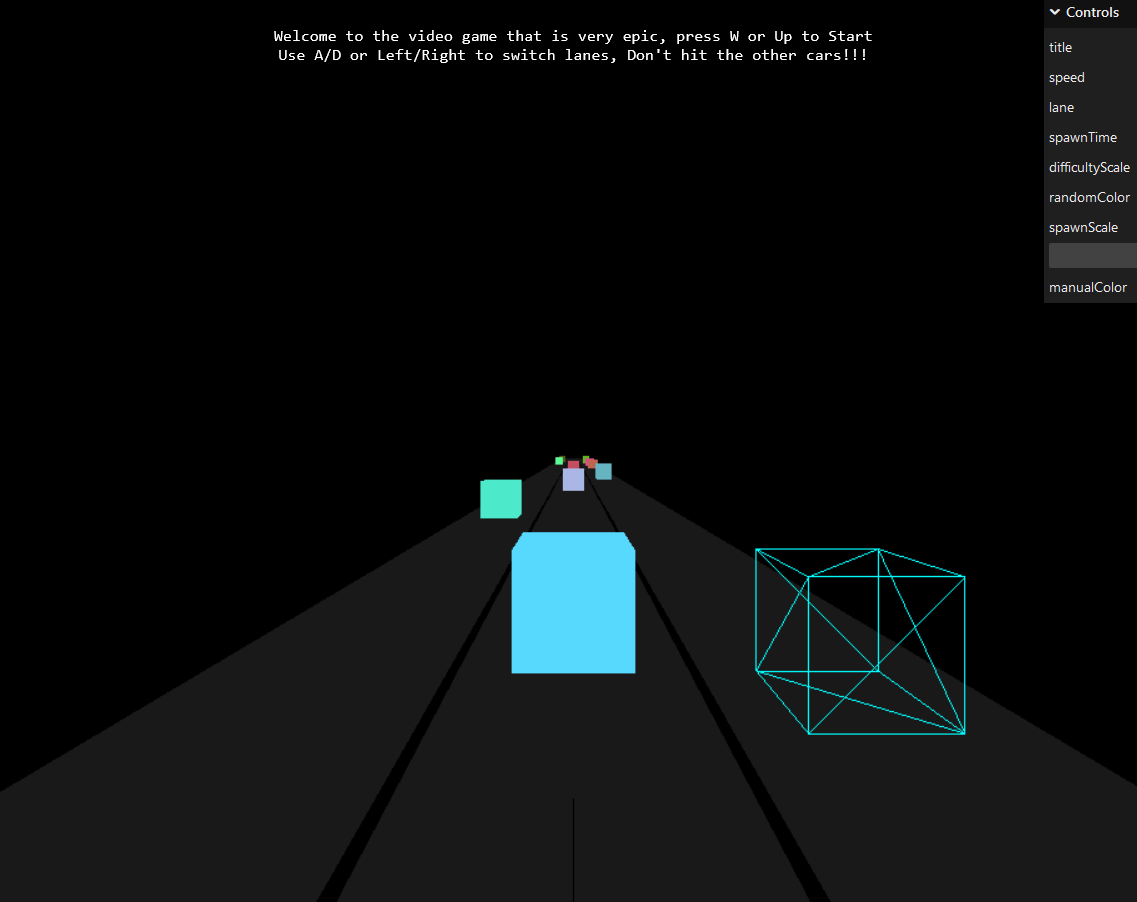 Welcome to the video game that is very epic, press W or Up to Start
Use A/D or Left/Right to switch lanes, Don't hit the other cars!!!
Controls
title
speed
lane
spawnTime
difficultyScale
randomColor
spawnScale
manualColor